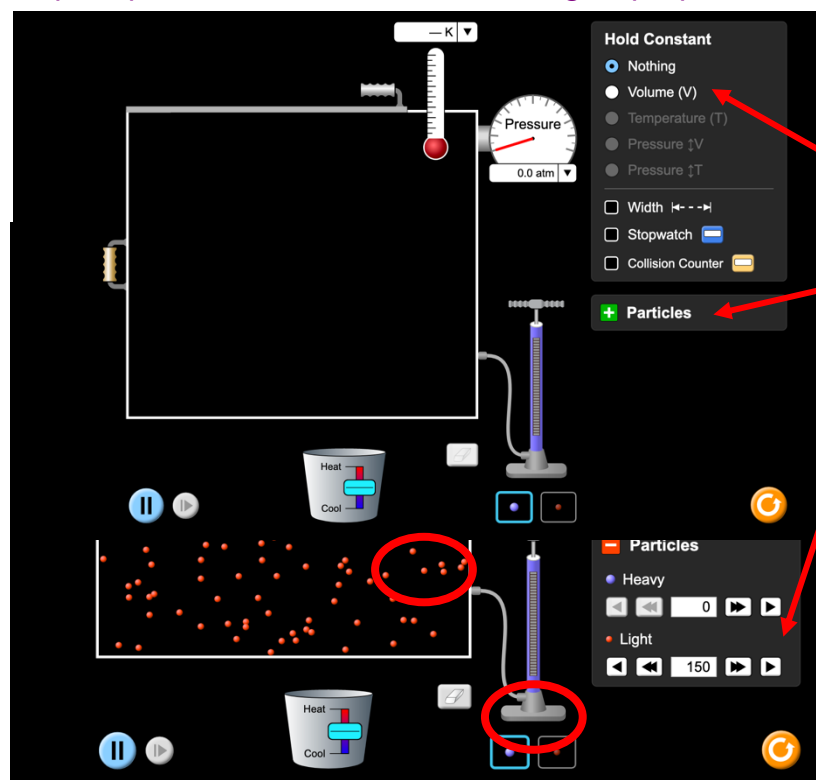 — K
Pressure
0.0 atm
Hold Constant
Nothing
Volume (V)
Temperature (T)
Pressure ↕V
Pressure ↕T
Width
Stopwatch
Collision Counter
Particles
Heat
Cool
Particles
Heavy
0
Light
150
Heat
Cool